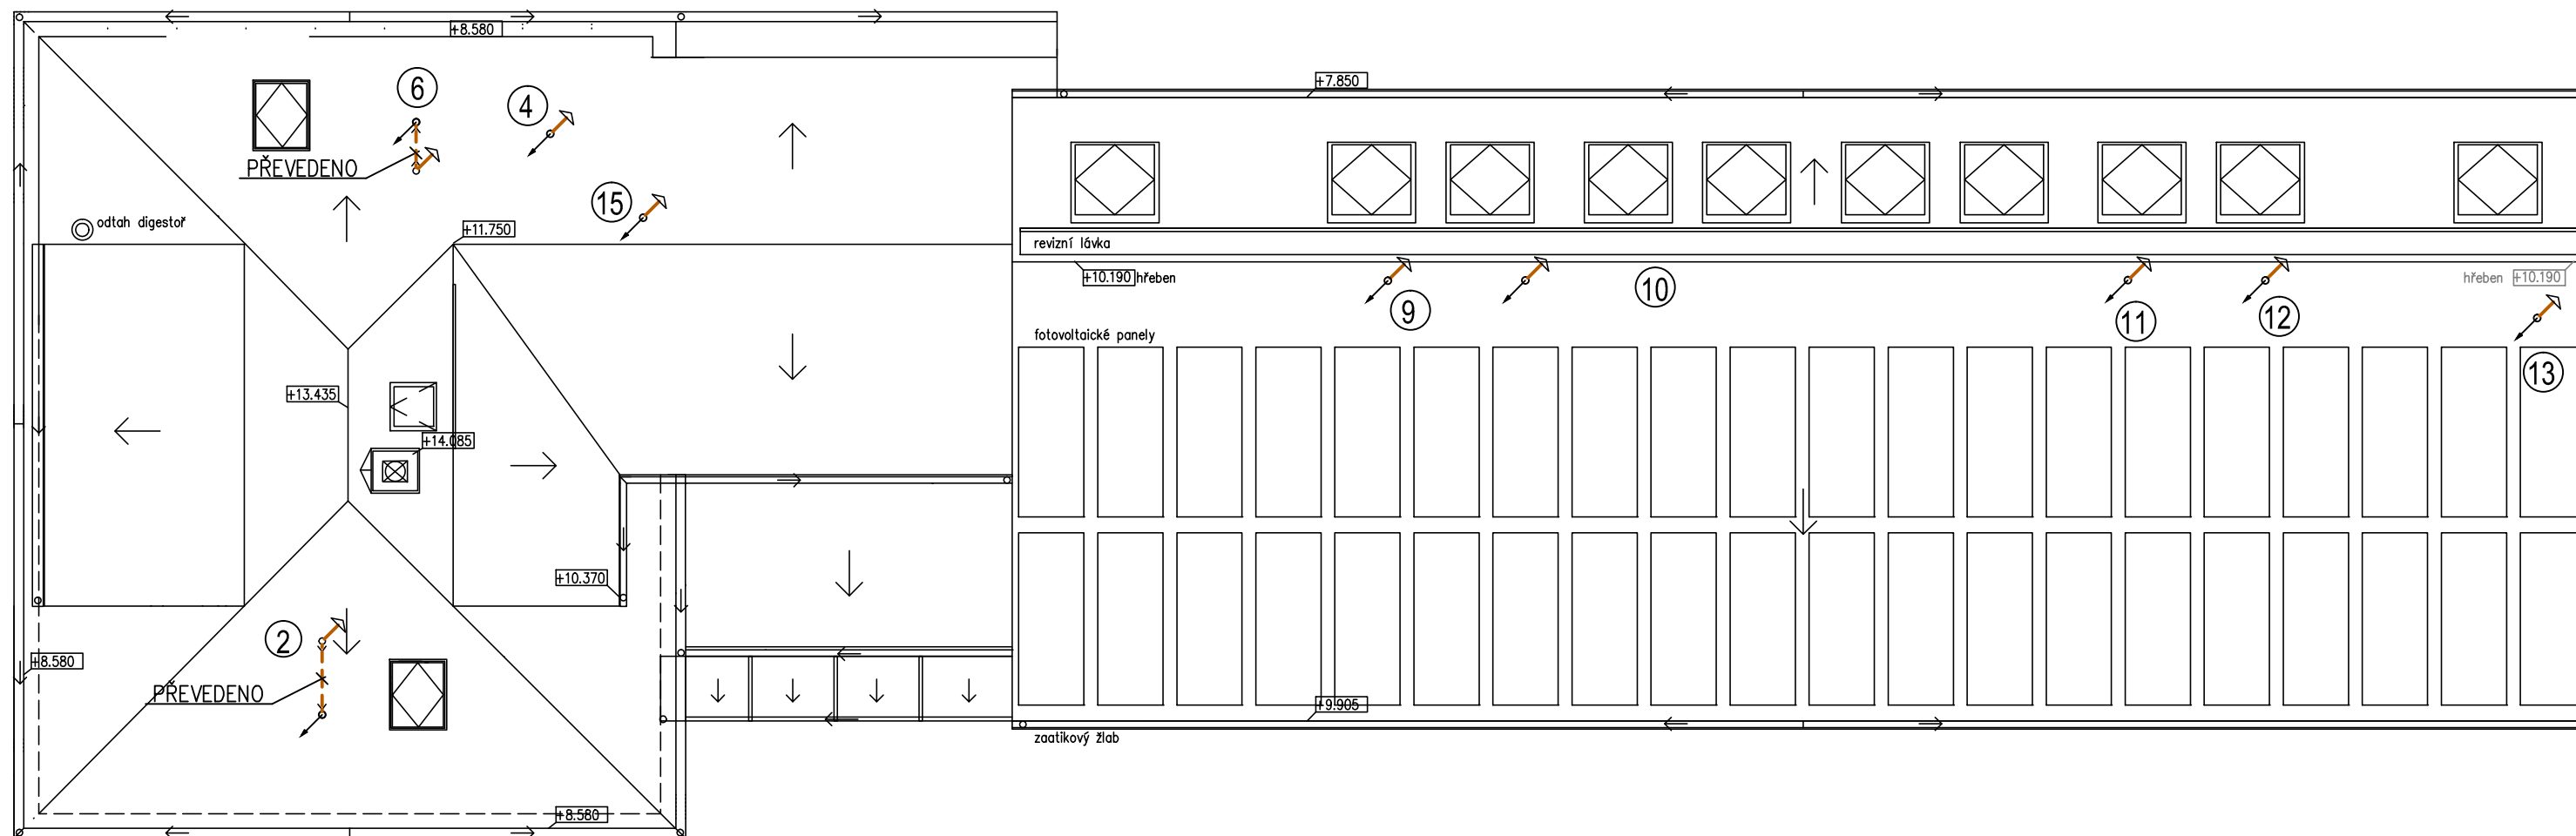 +8.580
+7.850
6
4
PŘEVEDENO
15
odtah digestoř
+11.750
revizní lávka
+10.190 hřeben
hřeben +10.190
9
10
11
12
13
fotovoltaické panely
+13.435
+14.085
+10.370
2
+8.580
PŘEVEDENO
+9.905
zaatikový žlab
+8.580